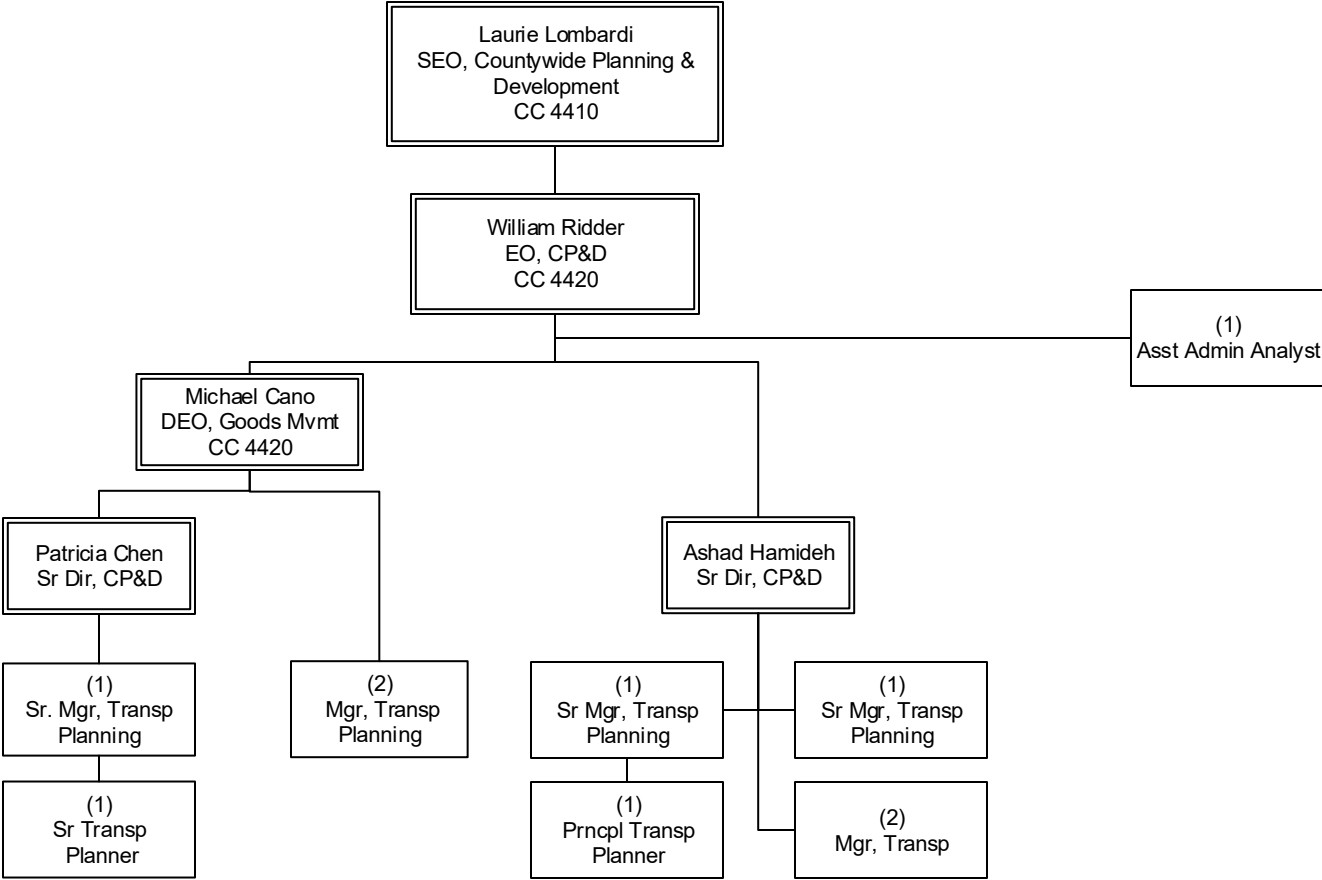 Laurie Lombardi
SEO, Countywide Planning &
Development
CC 4410
William Ridder
EO, CP&D
CC 4420
(1)
Asst Admin Analyst
Michael Cano
DEO, Goods Mvmt
CC 4420
Patricia Chen
Sr Dir, CP&D
Ashad Hamideh
Sr Dir, CP&D
(1)
Sr. Mgr, Transp
Planning
(2)
Mgr, Transp
Planning
(1)
Sr Mgr, Transp
Planning
(1)
Sr Mgr, Transp
Planning
(1)
Sr Transp
Planner
(1)
Prncpl Transp
Planner
(2)
Mgr, Transp